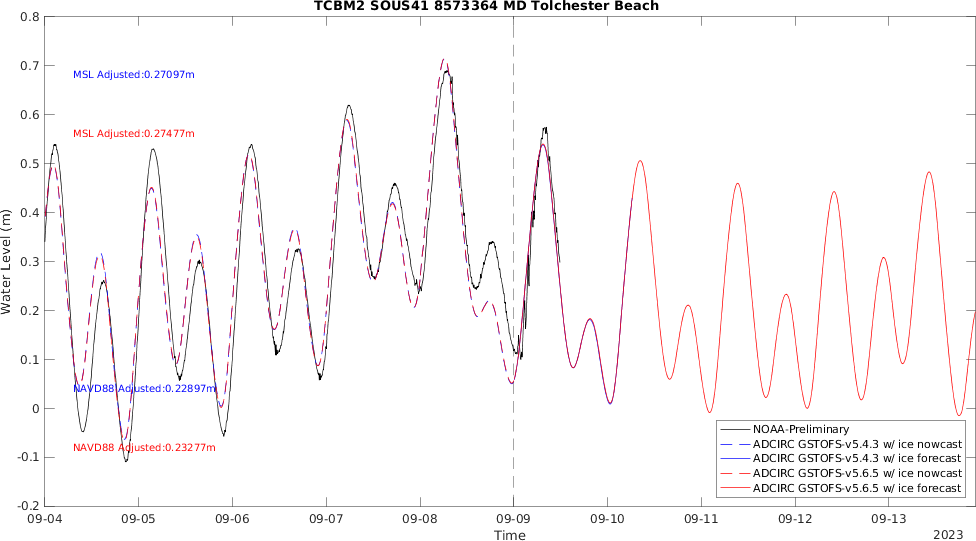 TCBM2 SOUS41 8573364 MD Tolchester Beach
0.8
0.7
0.6
0.5
0.4
0.3
0.2
0.1
0
-0.1
-0.2
Water Level (m)
MSL Adjusted:0.27097m
MSL Adjusted:0.27477m
NAVD88 Adjusted:0.22897m
NAVD88 Adjusted:0.23277m
NOAA-Preliminary
ADCIRC GSTOFS-v5.4.3 w/ ice nowcast
ADCIRC GSTOFS-v5.4.3 w/ ice forecast
ADCIRC GSTOFS-v5.6.5 w/ ice nowcast
ADCIRC GSTOFS-v5.6.5 w/ ice forecast
09-04 09-05 09-06 09-07 09-08 09-09 09-10 09-11 09-12 09-13
Time
2023